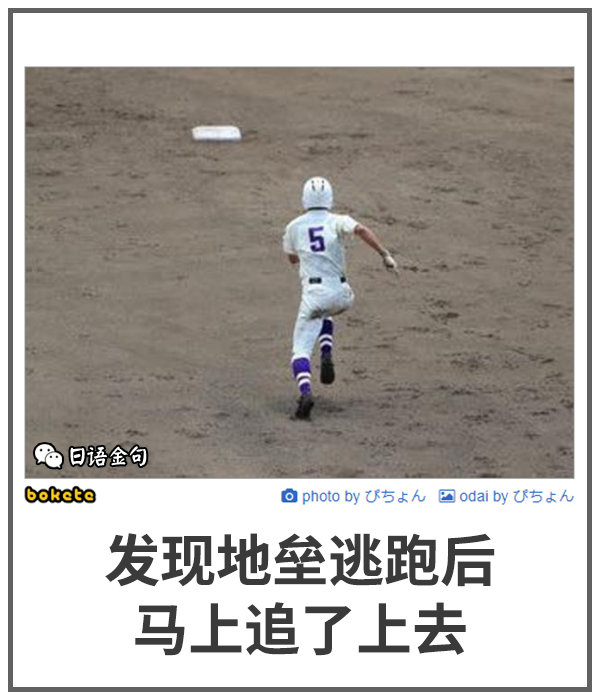 5
日语金句
bokete
photo by ぴちょん odai by ぴちょん
发现地垒逃跑后
马上追了上去